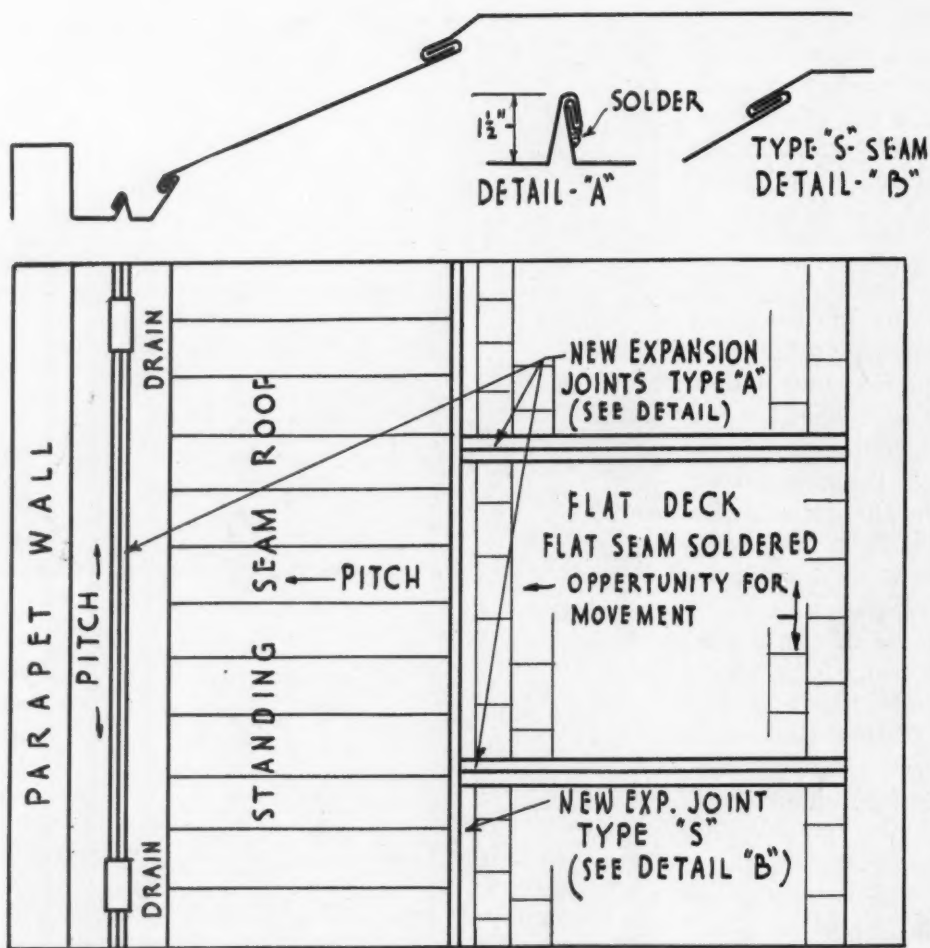 1½"
SOLDER
DETAIL-"A"
TYPE-"S"-SEAM
DETAIL-"B"
PARAPET WALL
PITCH
DRAIN
DRAIN
STANDING SEAM ROOF
PITCH
NEW EXPANSION
JOINTS TYPE "A"
(SEE DETAIL)
FLAT DECK
FLAT SEAM SOLDERED
OPPERTUNITY FOR
MOVEMENT
NEW EXP. JOINT
TYPE "S"
(SEE DETAIL "B")